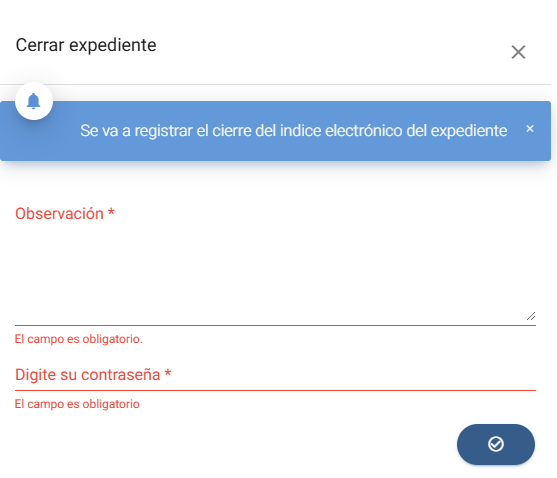 Cerrar expediente
Se va a registrar el cierre del indice electrónico del expediente
Observación *
El campo es obligatorio.
Digite su contraseña *
El campo es obligatorio